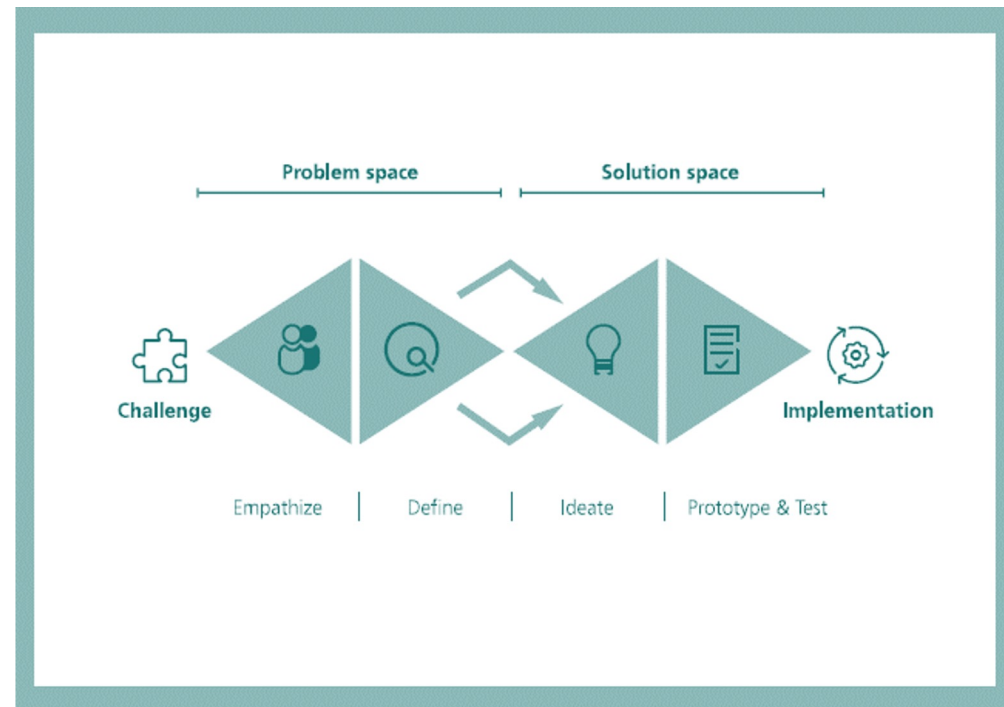 Problem space
Solution space
Challenge
Implementation
Empathize
Define
Ideate
Prototype & Test